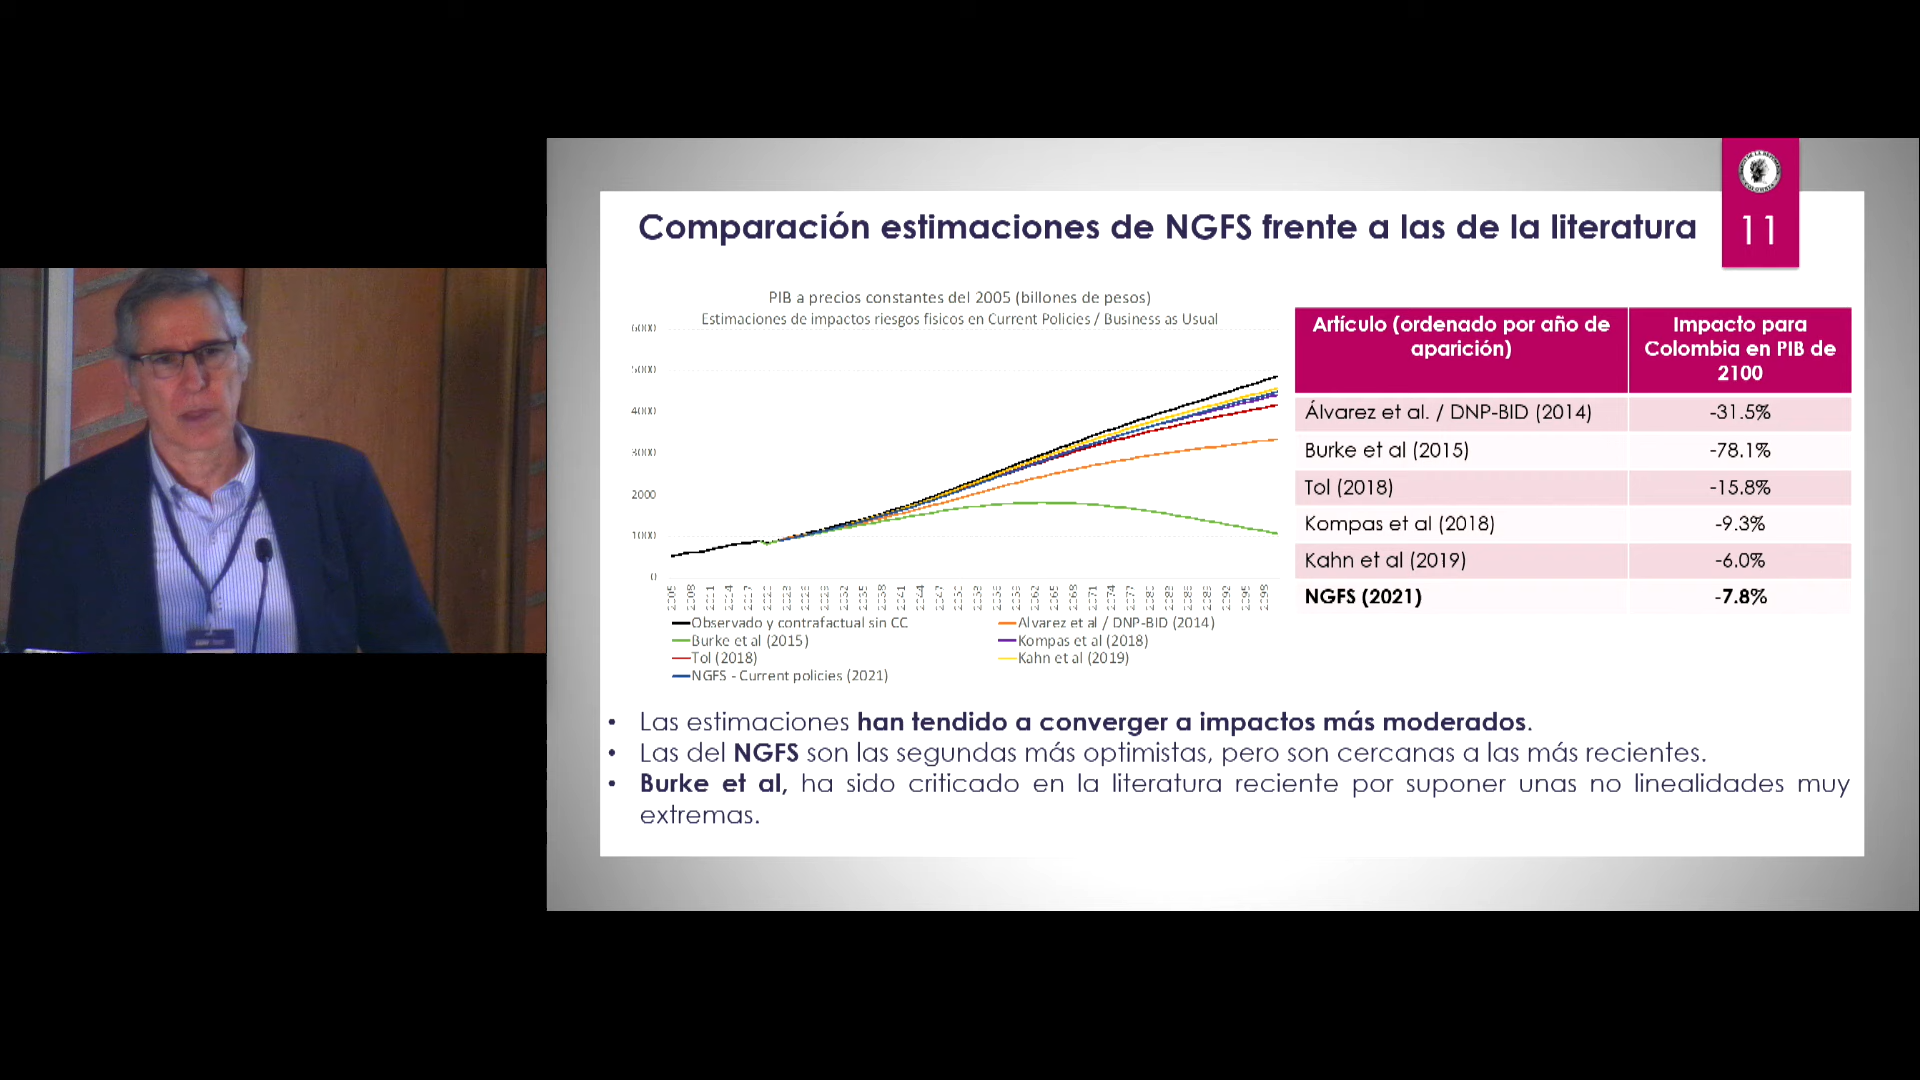 11
Comparación estimaciones de NGFS frente a las de la literatura
PIB a precios constantes del 2005 (billones de pesos)
Estimaciones de impactos riesgos físicos en Current Policies / Business as Usual
6000
5000
4000
3000
2000
1000
0
2005 2008 2011 2014 2017
Observado y contrafactual sin CC
Alvarez et al / DNP-BID (2014)
Burke et al (2015)
Kompas et al (2018)
Tol (2018)
Kahn et al (2019)
NGFS - Current policies (2021)
Artículo (ordenado por año de aparición) Impacto para Colombia en PIB de 2100
Álvarez et al. / DNP-BID (2014) -31.5%
Burke et al (2015) -78.1%
Tol (2018) -15.8%
Kompas et al (2018) -9.3%
Kahn et al (2019) -6.0%
NGFS (2021) -7.8%
• Las estimaciones han tendido a converger a impactos más moderados.
• Las del NGFS son las segundas más optimistas, pero son cercanas a las más recientes.
• Burke et al, ha sido criticado en la literatura reciente por suponer unas no linealidades muy
extremas.